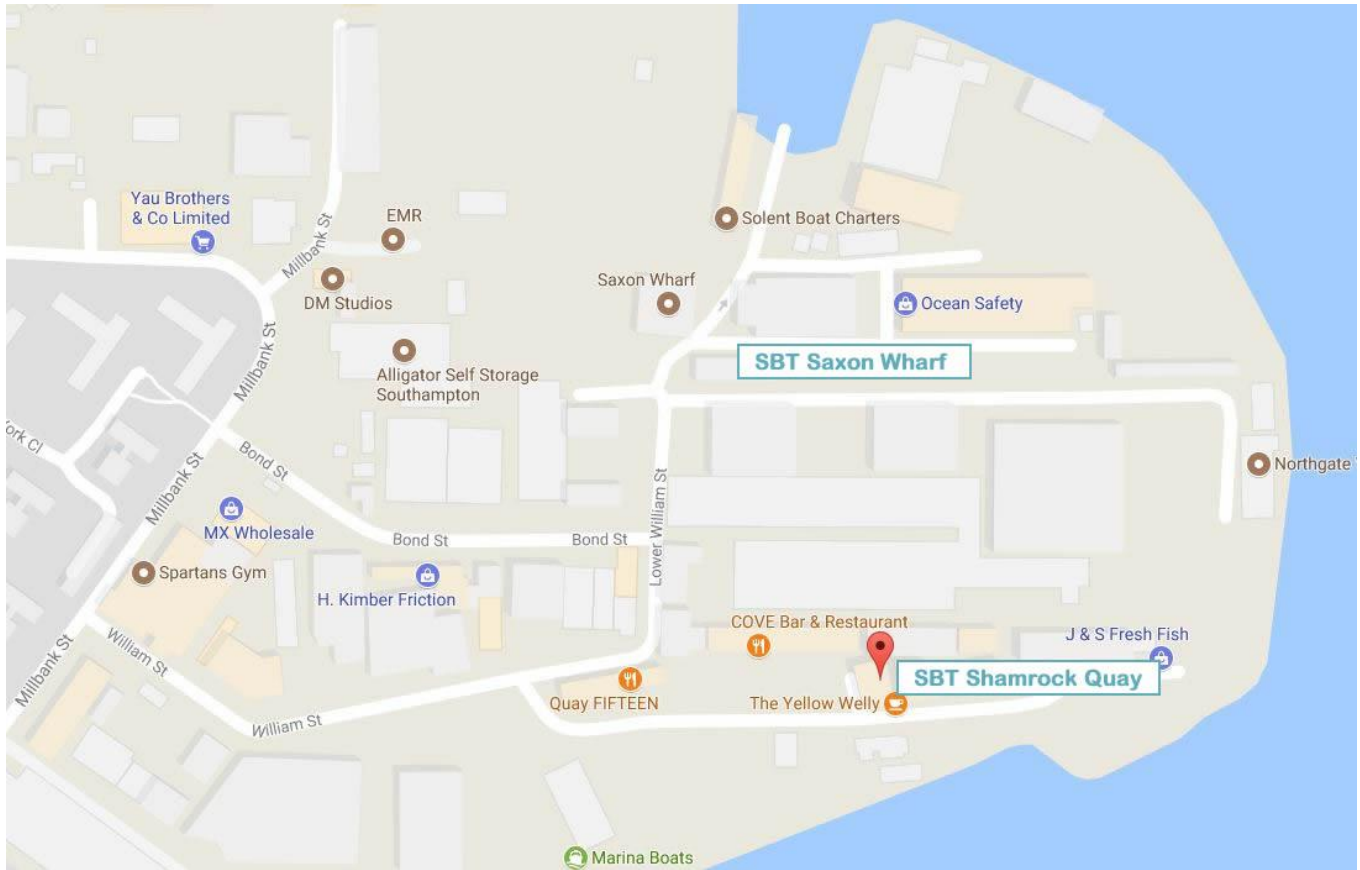 Yau Brothers
& Co Limited
Millbank St
EMR
DM Studios
Solent Boat Charters
Saxon Wharf
Ocean Safety
Millbank St
SBT Saxon Wharf
Alligator Self Storage
Southampton
Bond St
Millbank St
Northgate
MX Wholesale
Bond St
Bond St
Lower William St
Spartans Gym
H. Kimber Friction
COVE Bar & Restaurant
J & S Fresh Fish
William St
Millbank St
SBT Shamrock Quay
Quay FIFTEEN
The Yellow Welly
William St
Marina Boats